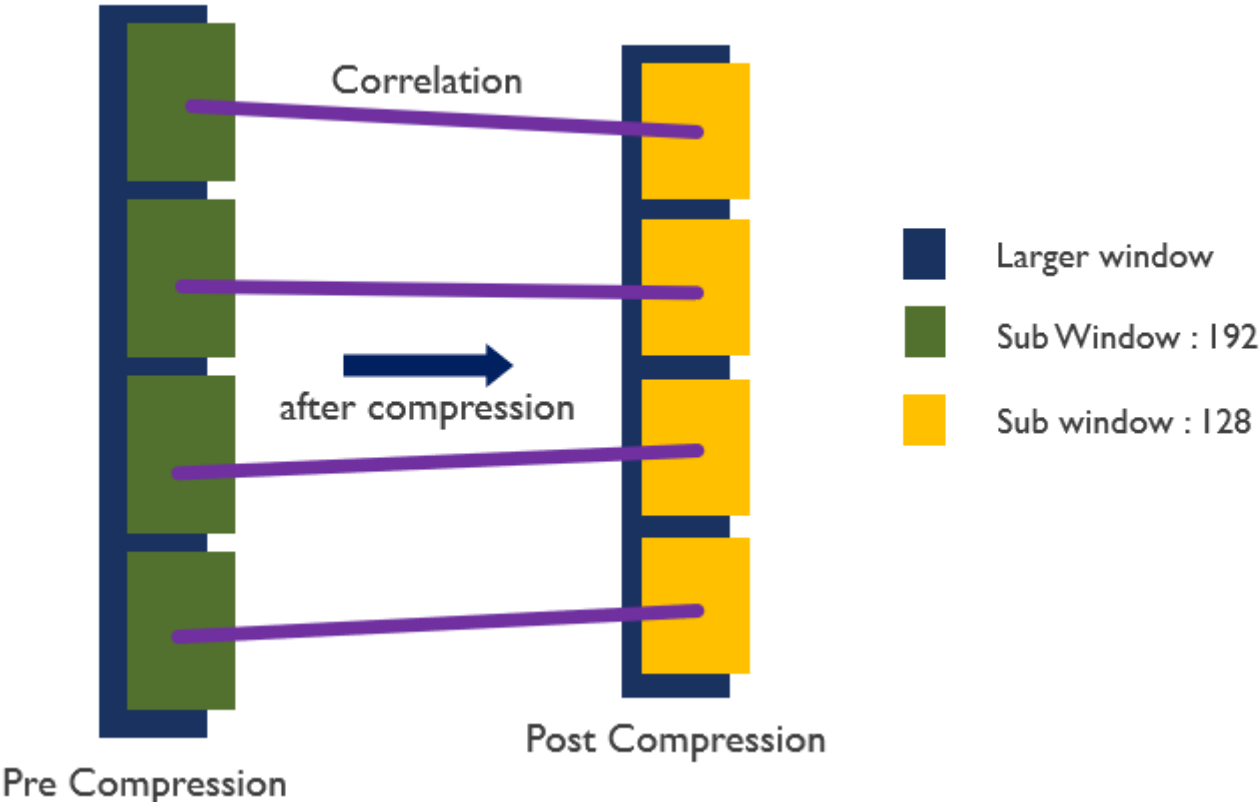 Correlation
after compression
Pre Compression
Post Compression
Larger window
Sub Window : 192
Sub window : 128